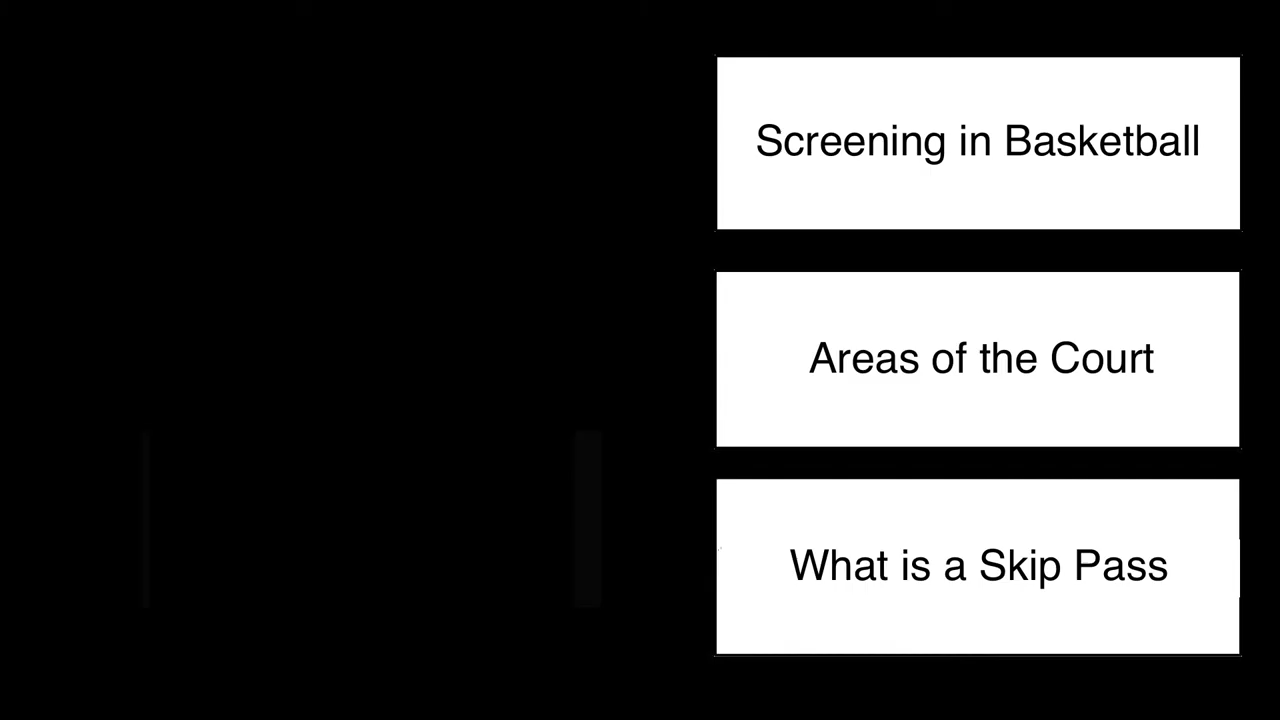 Screening in Basketball
Areas of the Court
What is a Skip Pass